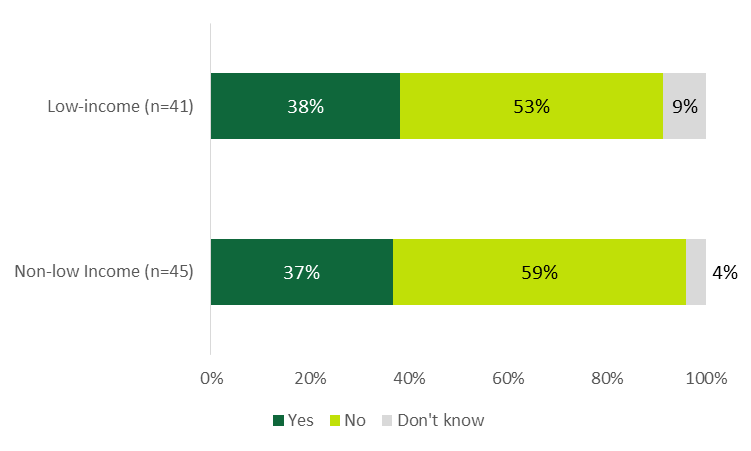 Low-income (n=41)
38%
53%
9%
Non-low Income (n=45)
37%
59%
4%
0%
20%
40%
60%
80%
100%
Yes
No
Don't know